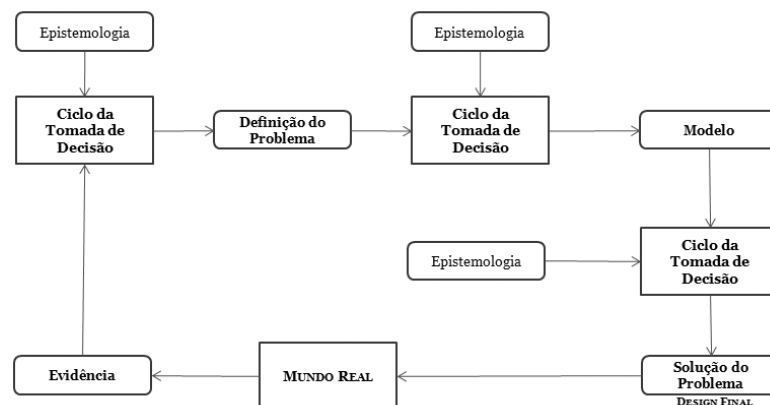 Epistemologia
Epistemologia
Ciclo da
Tomada de
Decisão
Definição do
Problema
Ciclo da
Tomada de
Decisão
Modelo
Epistemologia
Ciclo da
Tomada de
Decisão
Evidência
MUNDO REAL
Solução do
Problema
DESIGN FINAL